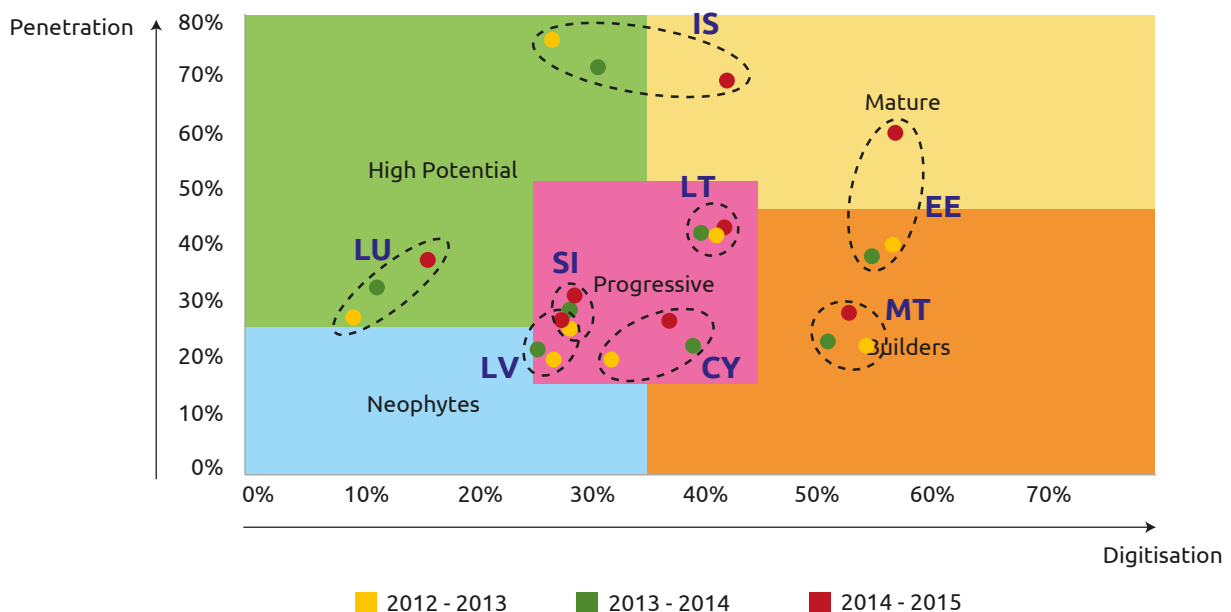 Penetration
80%
70%
60%
50%
40%
30%
20%
10%
0%
IS
Mature
High Potential
LT
EE
LU
SI
Progressive
MT
Builders
LV
CY
Neophytes
0% 10% 20% 30% 40% 50% 60% 70%
Digitisation
2012 - 2013 2013 - 2014 2014 - 2015